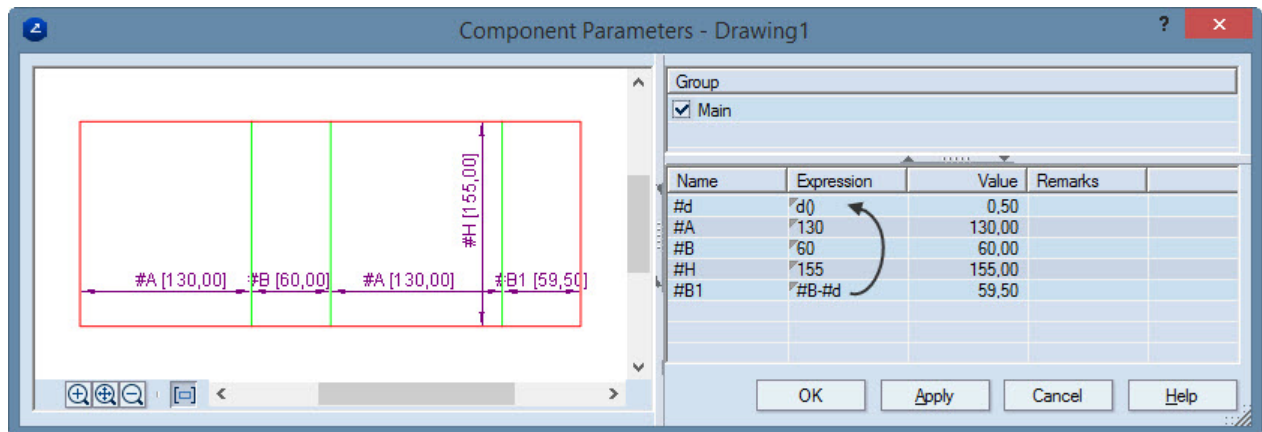 Component Parameters - Drawing1
?
#H [155,00]
#A [130,00] #B [60,00] #A [130,00] #B1 [59,50]
Group
Main
Name Expression Value Remarks
#d d() 0,50
#A 130 130,00
#B 60 60,00
#H 155 155,00
#B1 #B-#d 59,50
OK Apply Cancel Help